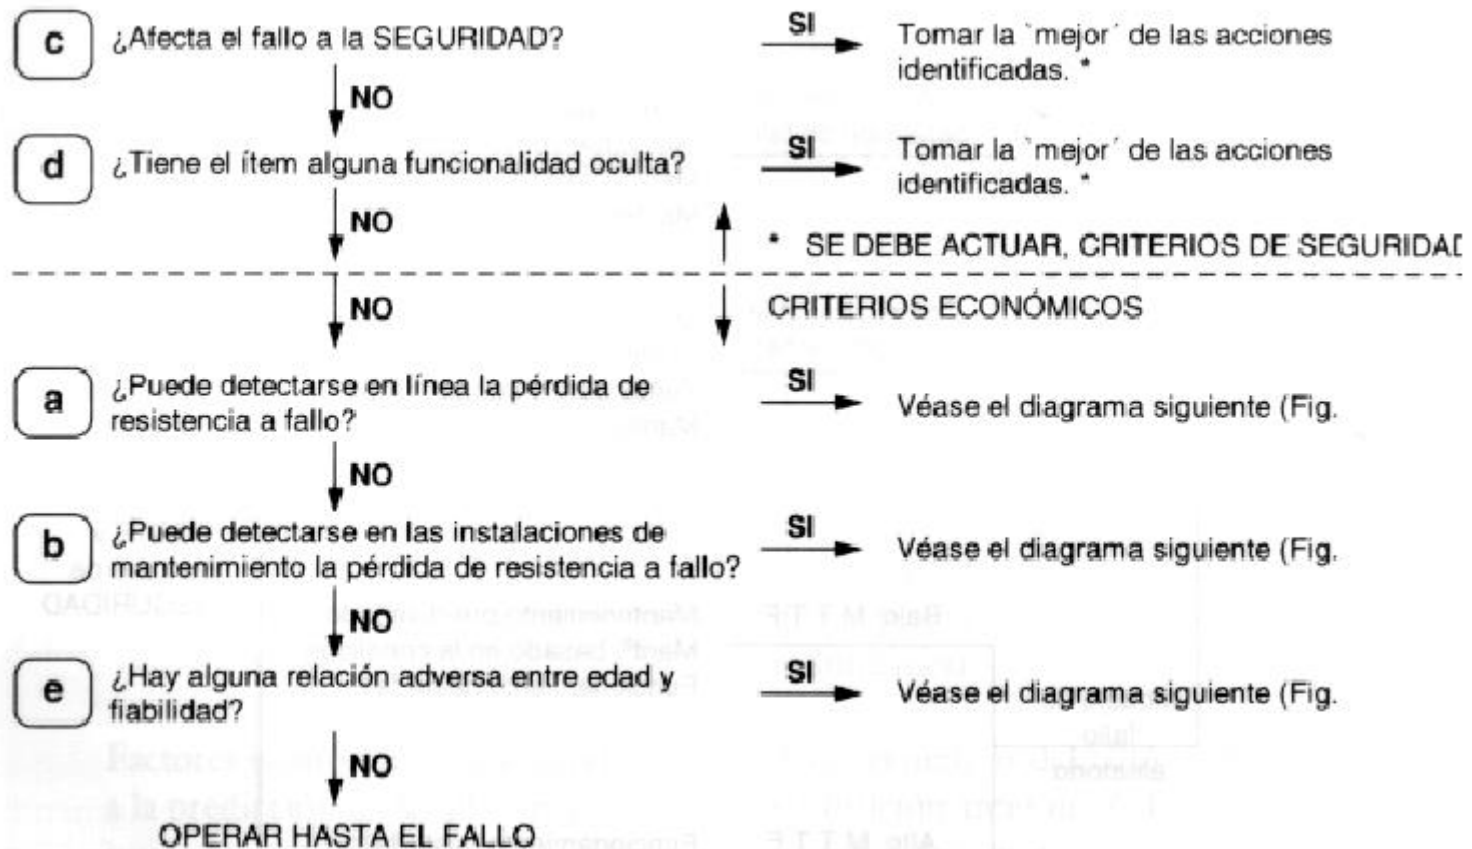 c ¿Afecta el fallo a la SEGURIDAD? SI Tomar la `mejor´ de las acciones
identificadas. *
NO
d ¿Tiene el ítem alguna funcionalidad oculta? SI Tomar la `mejor´ de las acciones
identificadas. *
NO
* SE DEBE ACTUAR, CRITERIOS DE SEGURIDAD
NO CRITERIOS ECONÓMICOS
a ¿Puede detectarse en línea la pérdida de
resistencia a fallo?
SI Véase el diagrama siguiente (Fig.
NO
b ¿Puede detectarse en las instalaciones de
mantenimiento la pérdida de resistencia a fallo?
SI Véase el diagrama siguiente (Fig.
NO
e ¿Hay alguna relación adversa entre edad y
fiabilidad?
SI Véase el diagrama siguiente (Fig.
NO
Factores
a la
OPERAR HASTA EL FALLO